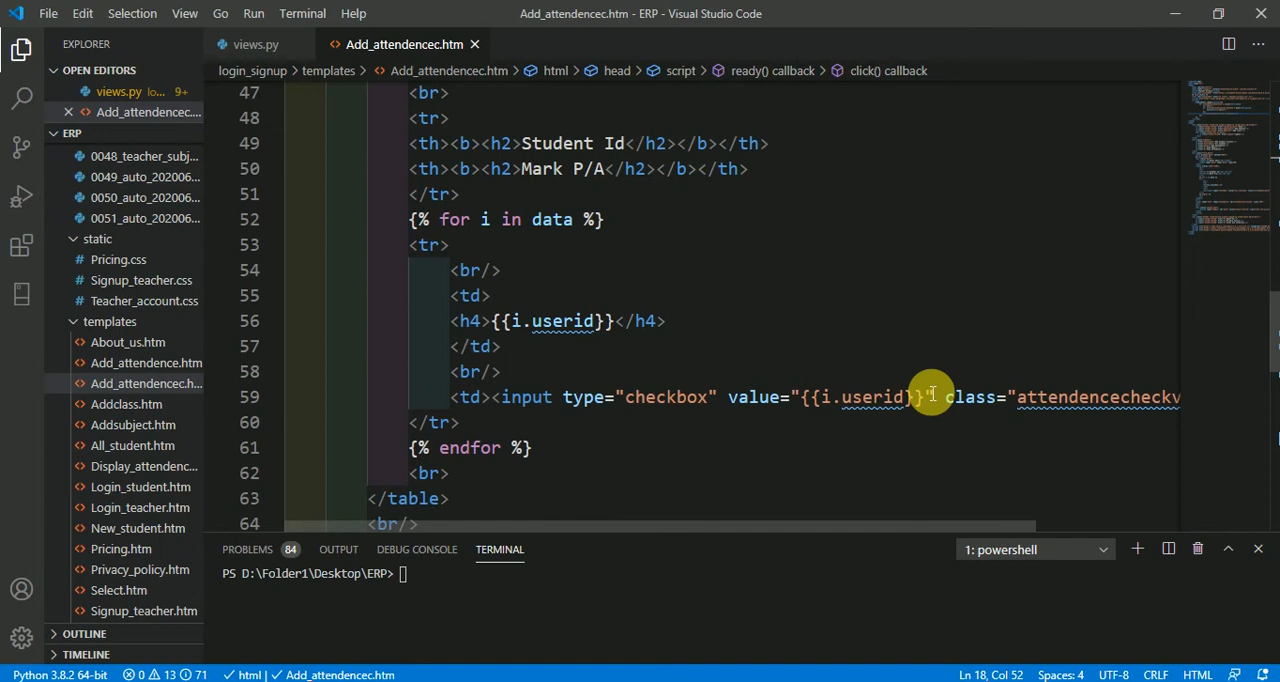 File Edit Selection View Go Run Terminal Help
Add_attendencec.htm - ERP - Visual Studio Code
EXPLORER
OPEN EDITORS
views.py lo... 9+
Add_attendencec....
ERP
0048_teacher_subj...
0049_auto_202006...
0050_auto_202006...
0051_auto_202006...
static
Pricing.css
Signup_teacher.css
Teacher_account.css
templates
About_us.htm
Add_attendence.htm
Add_attendencec.h...
Addclass.htm
Addsubject.htm
All_student.htm
Display_attendenc...
Login_student.htm
Login_teacher.htm
New_student.htm
Pricing.htm
Privacy_policy.htm
Select.htm
Signup_teacher.htm
OUTLINE
TIMELINE
views.py
Add_attendencec.htm
login_signup > templates > Add_attendencec.htm > html > head > script > ready() callback > click() callback
47 <br>
48 <tr>
49 <th><b><h2>Student Id</h2></b></th>
50 <th><b><h2>Mark P/A</h2></b></th>
51 </tr>
52 {% for i in data %}
53 <tr>
54 <br/>
55 <td>
56 <h4>{{i.userid}}</h4>
57 </td>
58 <br/>
59 <td><input type="checkbox" value="{{i.userid}}" class="attendencecheckv
60 </tr>
61 {% endfor %}
62 <br>
63 </table>
64 <br/>
PROBLEMS 84 OUTPUT DEBUG CONSOLE TERMINAL
1: powershell
PS D:\Folder1\Desktop\ERP>
Python 3.8.2 64-bit 0 13 71 html | Add_attendencec.htm
Ln 18, Col 52 Spaces: 4 UTF-8 CRLF HTML